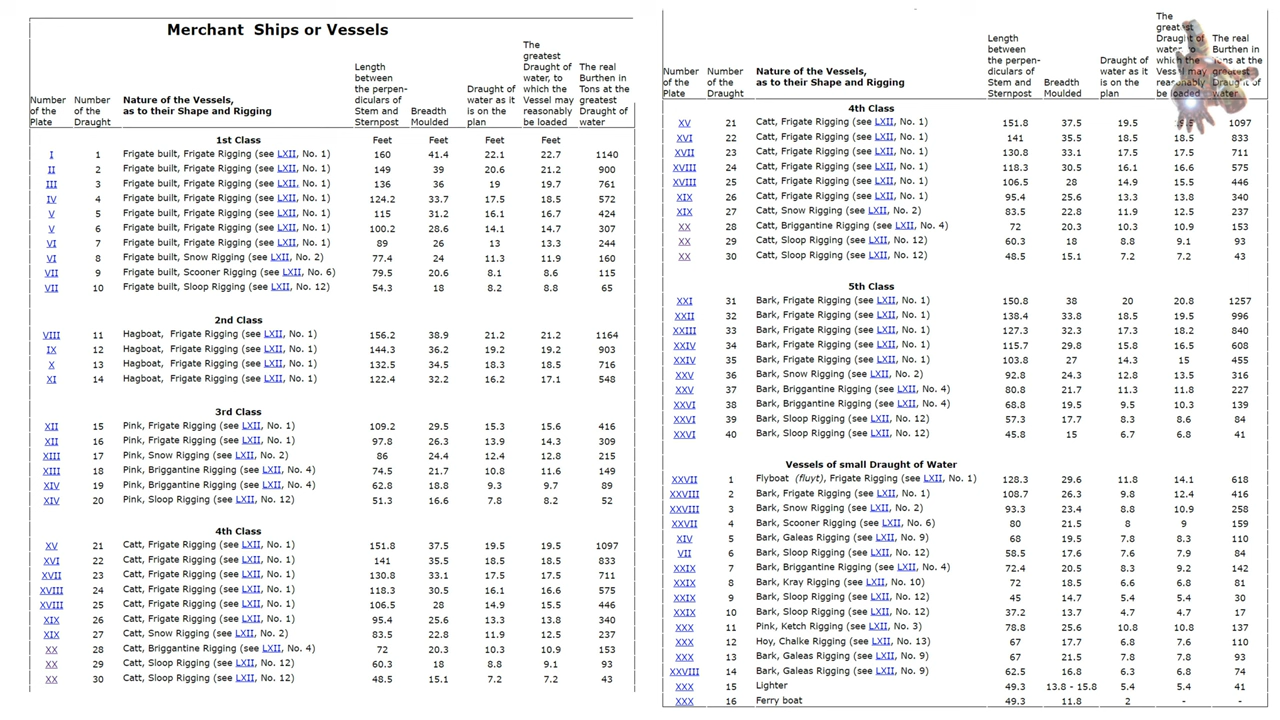 Merchant Ships or Vessels
Number of the Plate | Number of the Draught | Nature of the Vessels, as to their Shape and Rigging | Length between the perpen-diculars of Stem and Sternpost | Breadth Moulded | Draught of water as it is on the plan | The greatest Draught of water, to which the Vessel may reasonably be loaded | The real Burthen in Tons at the greatest Draught of water
1st Class | Feet | Feet | Feet | Feet
I 1 Frigate built, Frigate Rigging (see LXII, No. 1) 160 41.4 22.1 22.7 1140
II 2 Frigate built, Frigate Rigging (see LXII, No. 1) 149 39 20.6 21.2 900
III 3 Frigate built, Frigate Rigging (see LXII, No. 1) 136 36 19 19.7 761
IV 4 Frigate built, Frigate Rigging (see LXII, No. 1) 124.2 33.7 17.5 18.5 572
V 5 Frigate built, Frigate Rigging (see LXII, No. 1) 115 31.2 16.1 16.7 424
V 6 Frigate built, Frigate Rigging (see LXII, No. 1) 100.2 28.6 14.1 14.7 307
VI 7 Frigate built, Frigate Rigging (see LXII, No. 1) 89 26 13 13.3 244
VI 8 Frigate built, Snow Rigging (see LXII, No. 2) 77.4 24 11.3 11.9 160
VII 9 Frigate built, Scooner Rigging (see LXII, No. 6) 79.5 20.6 8.1 8.6 115
VII 10 Frigate built, Sloop Rigging (see LXII, No. 12) 54.3 18 8.2 8.8 65
2nd Class
VIII 11 Hagboat, Frigate Rigging (see LXII, No. 1) 156.2 38.9 21.2 21.2 1164
IX 12 Hagboat, Frigate Rigging (see LXII, No. 1) 144.3 36.2 19.2 19.2 903
X 13 Hagboat, Frigate Rigging (see LXII, No. 1) 132.5 34.5 18.3 18.5 716
XI 14 Hagboat, Frigate Rigging (see LXII, No. 1) 122.4 32.2 16.2 17.1 548
3rd Class
XII 15 Pink, Frigate Rigging (see LXII, No. 1) 109.2 29.5 15.3 15.6 416
XII 16 Pink, Frigate Rigging (see LXII, No. 1) 97.8 26.3 13.9 14.3 309
XIII 17 Pink, Snow Rigging (see LXII, No. 2) 86 24.4 12.4 12.8 215
XIII 18 Pink, Briggantine Rigging (see LXII, No. 4) 74.5 21.7 10.8 11.6 149
XIV 19 Pink, Briggantine Rigging (see LXII, No. 4) 62.8 18.8 9.3 9.7 89
XIV 20 Pink, Sloop Rigging (see LXII, No. 12) 51.3 16.6 7.8 8.2 52
4th Class
XV 21 Catt, Frigate Rigging (see LXII, No. 1) 151.8 37.5 19.5 19.5 1097
XVI 22 Catt, Frigate Rigging (see LXII, No. 1) 141 35.5 18.5 18.5 833
XVII 23 Catt, Frigate Rigging (see LXII, No. 1) 130.8 33.1 17.5 17.5 711
XVIII 24 Catt, Frigate Rigging (see LXII, No. 1) 118.3 30.5 16.1 16.6 575
XVIII 25 Catt, Frigate Rigging (see LXII, No. 1) 106.5 28 14.9 15.5 446
XIX 26 Catt, Frigate Rigging (see LXII, No. 1) 95.4 25.6 13.3 13.8 340
XIX 27 Catt, Snow Rigging (see LXII, No. 2) 83.5 22.8 11.9 12.5 237
XX 28 Catt, Briggantine Rigging (see LXII, No. 4) 72 20.3 10.3 10.9 153
XX 29 Catt, Sloop Rigging (see LXII, No. 12) 60.3 18 8.8 9.1 93
XX 30 Catt, Sloop Rigging (see LXII, No. 12) 48.5 15.1 7.2 7.2 43
Number of the Plate | Number of the Draught | Nature of the Vessels, as to their Shape and Rigging | Length between the perpen-diculars of Stem and Sternpost | Breadth Moulded | Draught of water as it is on the plan | The greatest Draught of water, to which the Vessel may reasonably be loaded | The real Burthen in Tons at the greatest Draught of water
4th Class
XV 21 Catt, Frigate Rigging (see LXII, No. 1) 151.8 37.5 19.5 1097
XVI 22 Catt, Frigate Rigging (see LXII, No. 1) 141 35.5 18.5 18.5 833
XVII 23 Catt, Frigate Rigging (see LXII, No. 1) 130.8 33.1 17.5 17.5 711
XVIII 24 Catt, Frigate Rigging (see LXII, No. 1) 118.3 30.5 16.1 16.6 575
XVIII 25 Catt, Frigate Rigging (see LXII, No. 1) 106.5 28 14.9 15.5 446
XIX 26 Catt, Frigate Rigging (see LXII, No. 1) 95.4 25.6 13.3 13.8 340
XIX 27 Catt, Snow Rigging (see LXII, No. 2) 83.5 22.8 11.9 12.5 237
XX 28 Catt, Briggantine Rigging (see LXII, No. 4) 72 20.3 10.3 10.9 153
XX 29 Catt, Sloop Rigging (see LXII, No. 12) 60.3 18 8.8 9.1 93
XX 30 Catt, Sloop Rigging (see LXII, No. 12) 48.5 15.1 7.2 7.2 43
5th Class
XXI 31 Bark, Frigate Rigging (see LXII, No. 1) 150.8 38 20 20.8 1257
XXII 32 Bark, Frigate Rigging (see LXII, No. 1) 138.4 33.8 18.5 19.5 996
XXIII 33 Bark, Frigate Rigging (see LXII, No. 1) 127.3 32.3 17.3 18.2 840
XXIV 34 Bark, Frigate Rigging (see LXII, No. 1) 115.7 29.8 15.8 16.5 608
XXIV 35 Bark, Frigate Rigging (see LXII, No. 1) 103.8 27 14.3 15 455
XXV 36 Bark, Snow Rigging (see LXII, No. 2) 92.8 24.3 12.8 13.5 316
XXV 37 Bark, Briggantine Rigging (see LXII, No. 4) 80.8 21.7 11.3 11.8 227
XXVI 38 Bark, Briggantine Rigging (see LXII, No. 4) 68.8 19.5 9.5 10.3 139
XXVI 39 Bark, Sloop Rigging (see LXII, No. 12) 57.3 17.7 8.3 8.6 84
XXVI 40 Bark, Sloop Rigging (see LXII, No. 12) 45.8 15 6.7 6.8 41
Vessels of small Draught of Water
XXVII 1 Flyboat (fluyt), Frigate Rigging (see LXII, No. 1) 128.3 29.6 11.8 14.1 618
XXVIII 2 Bark, Frigate Rigging (see LXII, No. 1) 108.7 26.3 9.8 12.4 416
XXVIII 3 Bark, Snow Rigging (see LXII, No. 2) 93.3 23.4 8.8 10.9 258
XXVII 4 Bark, Scooner Rigging (see LXII, No. 6) 80 21.5 8 9 159
XIV 5 Bark, Galeas Rigging (see LXII, No. 9) 68 19.5 7.8 8.3 110
VII 6 Bark, Sloop Rigging (see LXII, No. 12) 58.5 17.6 7.6 7.9 84
XXIX 7 Bark, Briggantine Rigging (see LXII, No. 4) 72.4 20.6 8.3 9.2 142
XXIX 8 Bark, Kray Rigging (see LXII, No. 10) 72 18.5 6.6 6.8 81
XXIX 9 Bark, Sloop Rigging (see LXII, No. 12) 45 14.7 5.4 5.4 30
XXIX 10 Bark, Sloop Rigging (see LXII, No. 12) 37.2 13.7 4.7 4.7 17
XXX 11 Pink, Ketch Rigging (see LXII, No. 3) 78.8 25.6 10.8 10.8 137
XXX 12 Hoy, Chalke Rigging (see LXII, No. 13) 67 17.7 6.8 7.6 110
XXX 13 Bark, Galeas Rigging (see LXII, No. 9) 67 21.5 7.8 7.8 93
XXVIII 14 Bark, Galeas Rigging (see LXII, No. 9) 62.5 16.8 6.3 6.8 74
XXX 15 Lighter 49.3 13.8 - 15.8 5.4 5.4 41
XXX 16 Ferry boat 49.3 11.8 2 - -